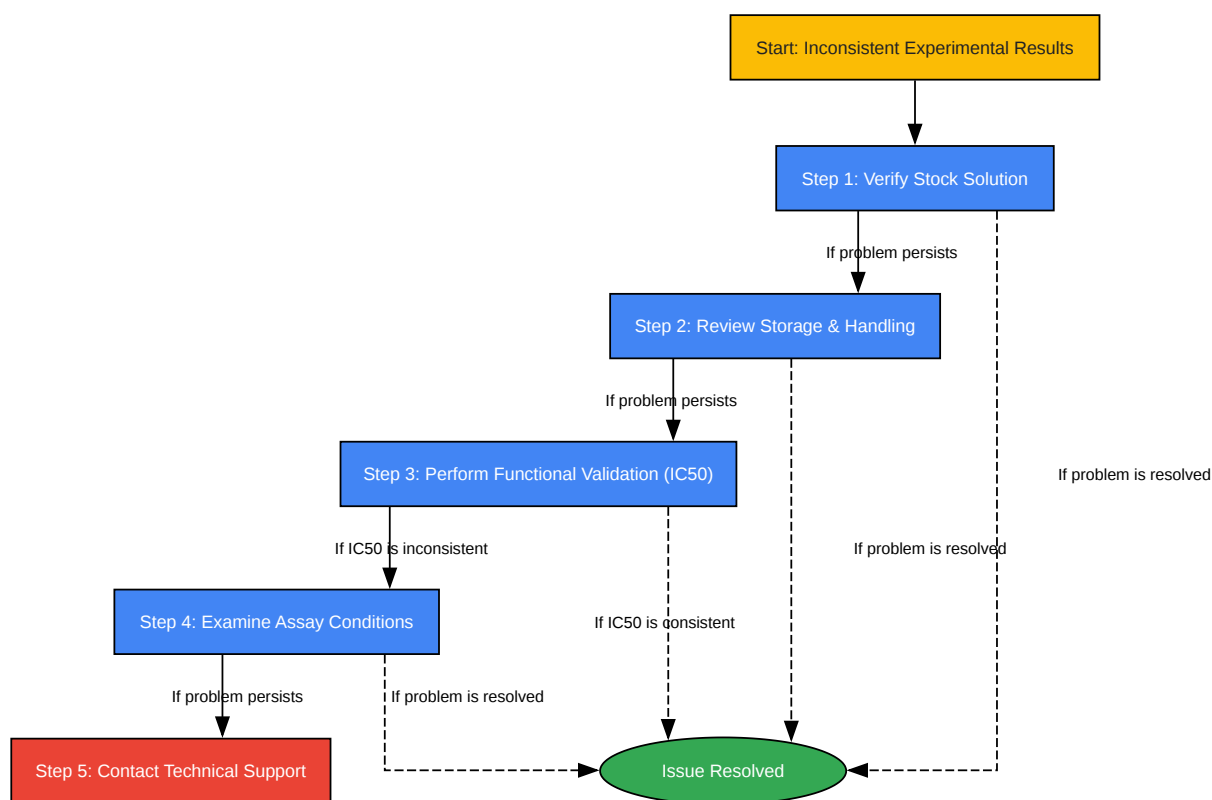 Start: Inconsistent Experimental Results
Step 1: Verify Stock Solution
If problem persists
Step 2: Review Storage & Handling
If problem persists
Step 3: Perform Functional Validation (IC50)
If problem is resolved
If IC50 is inconsistent
If problem is resolved
Step 4: Examine Assay Conditions
If IC50 is consistent
If problem persists
If problem is resolved
Step 5: Contact Technical Support
Issue Resolved